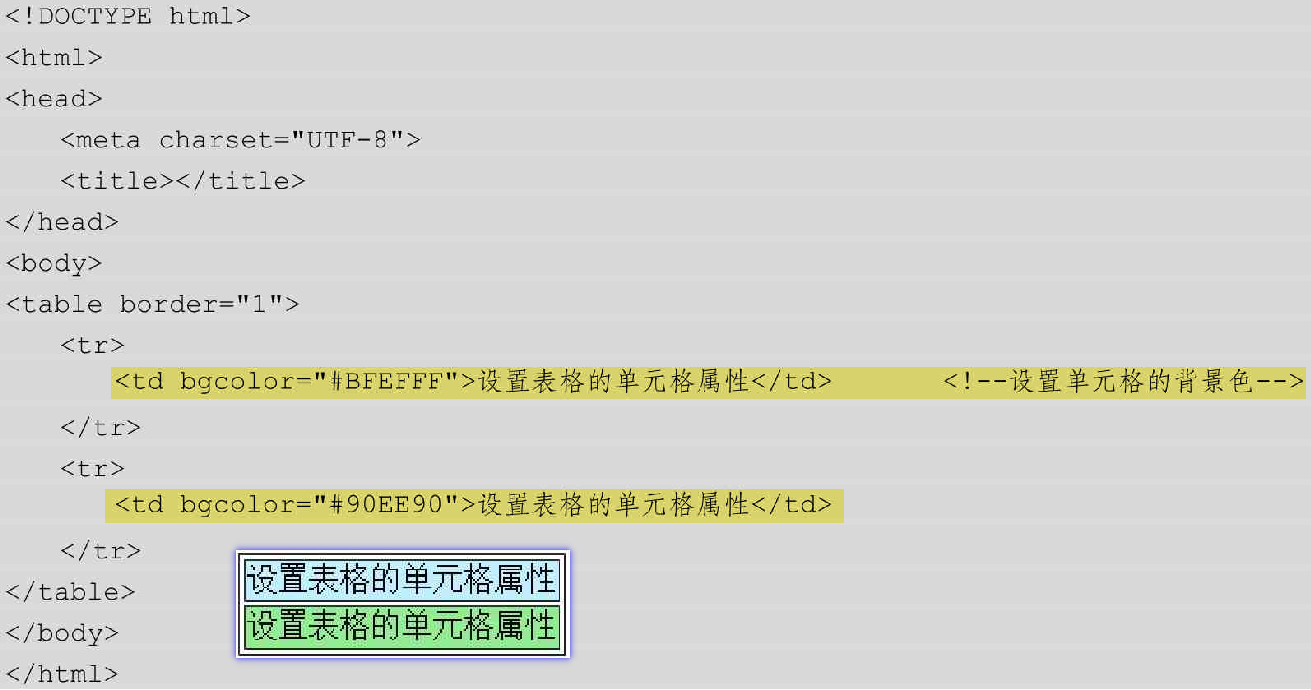 <!DOCTYPE html>
<html>
<head>
<meta charset="UTF-8">
<title></title>
</head>
<body>
<table border="1">
<tr>
<td bgcolor="#BFEFFF">设置表格的单元格属性</td> <!--设置单元格的背景色-->
</tr>
<tr>
<td bgcolor="#90EE90">设置表格的单元格属性</td>
</tr>
</table>
</body>
</html>
设置表格的单元格属性
设置表格的单元格属性